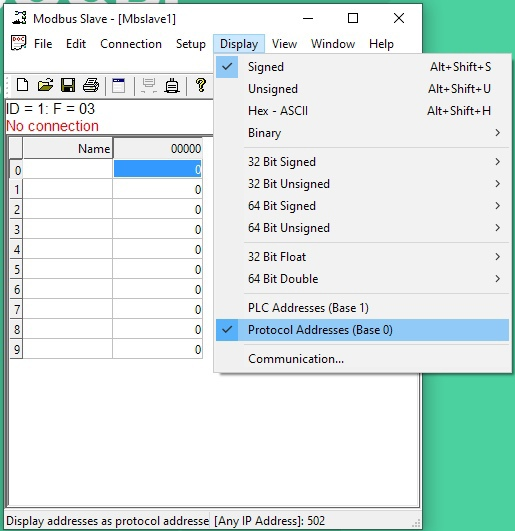 Modbus Slave - [Mbslave1]
File Edit Connection Setup Display View Window Help
Signed Alt+Shift+S
Unsigned Alt+Shift+U
Hex - ASCII Alt+Shift+H
Binary
32 Bit Signed
32 Bit Unsigned
64 Bit Signed
64 Bit Unsigned
32 Bit Float
64 Bit Double
PLC Addresses (Base 1)
Protocol Addresses (Base 0)
Communication...
ID = 1: F = 03
No connection
Name 00000
0 0
1 0
2 0
3 0
4 0
5 0
6 0
7 0
8 0
9 0
Display addresses as protocol addresse [Any IP Address]: 502